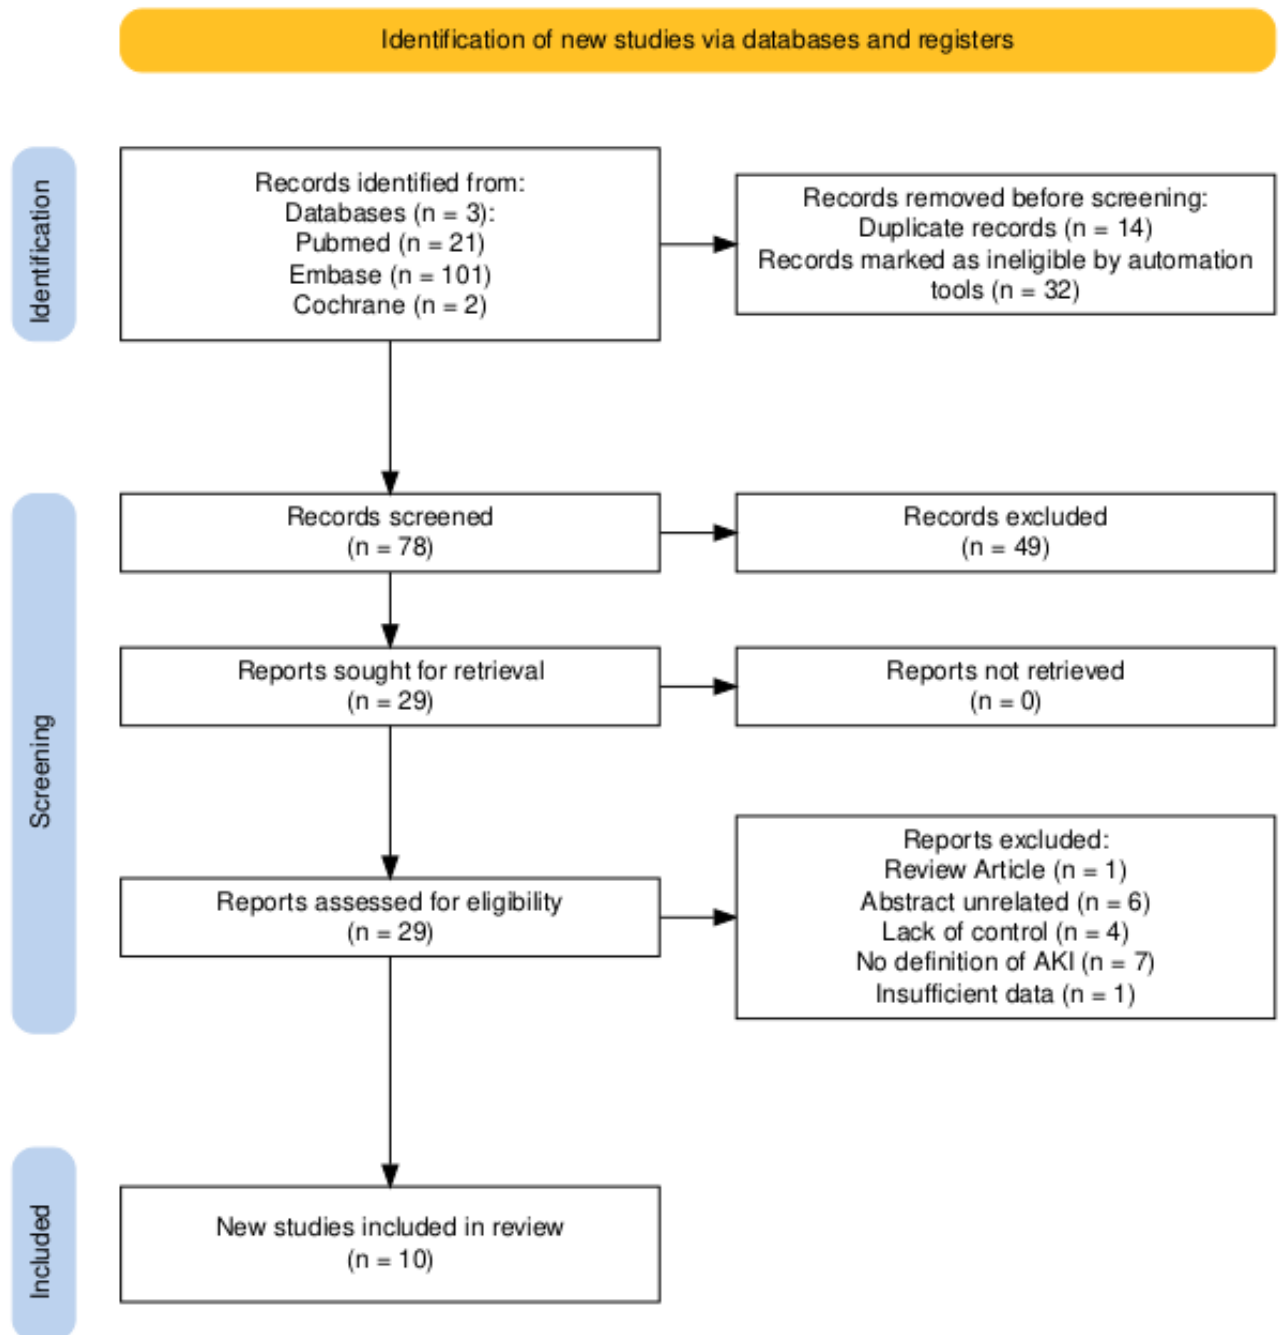 Identification of new studies via databases and registers
Identification
Records identified from:
Databases (n = 3):
Pubmed (n = 21)
Embase (n = 101)
Cochrane (n = 2)
Records removed before screening:
Duplicate records (n = 14)
Records marked as ineligible by automation
tools (n = 32)
Screening
Records screened
(n = 78)
Records excluded
(n = 49)
Reports sought for retrieval
(n = 29)
Reports not retrieved
(n = 0)
Reports assessed for eligibility
(n = 29)
Reports excluded:
Review Article (n = 1)
Abstract unrelated (n = 6)
Lack of control (n = 4)
No definition of AKI (n = 7)
Insufficient data (n = 1)
Included
New studies included in review
(n = 10)